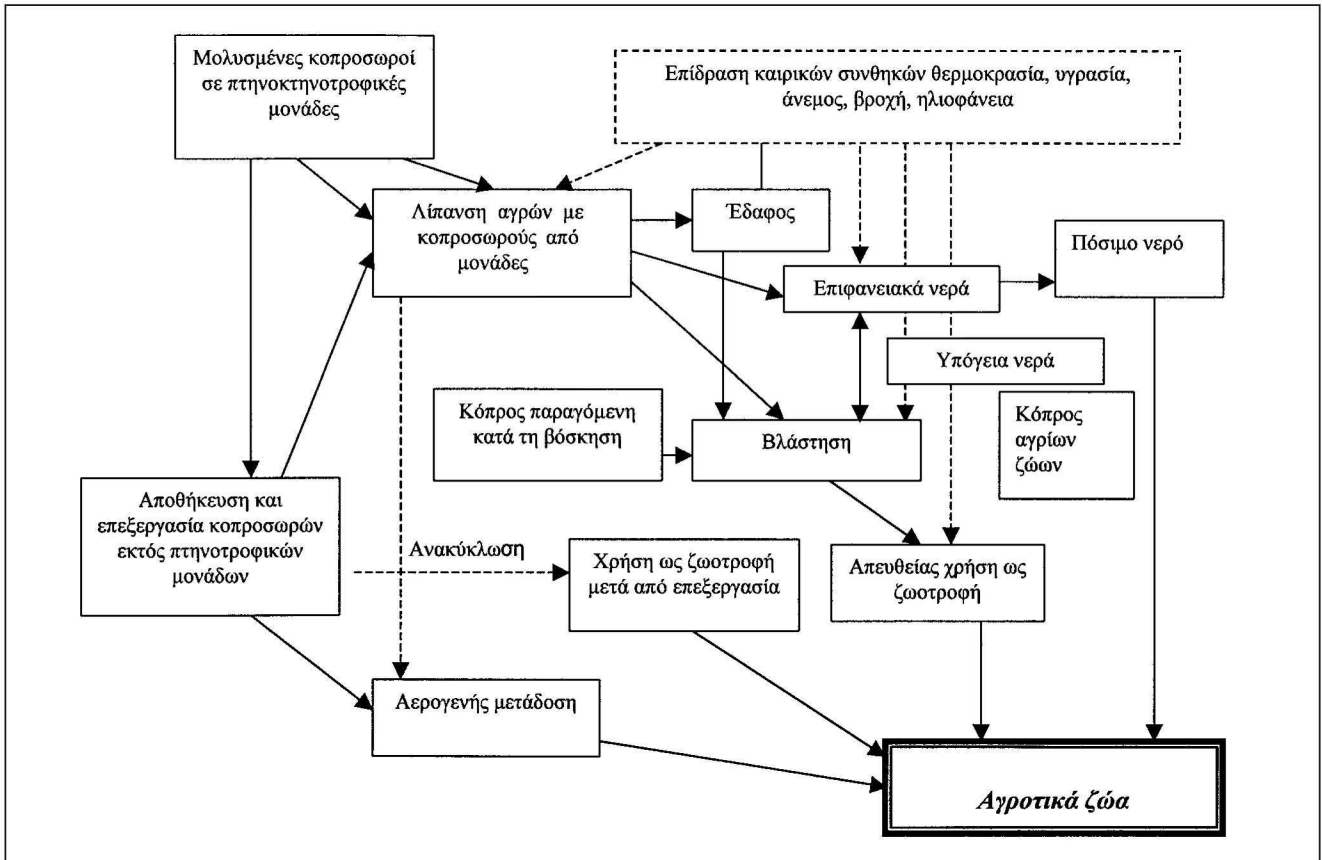 Μολυσμένες κοπροσωροί
σε πτηνοκτηνοτροφικές
μονάδες
Επίδραση καιρικών συνθηκών θερμοκρασία, υγρασία,
άνεμος, βροχή, ηλιοφάνεια
Λίπανση αγρών με
κοπροσωρούς από
μονάδες
Έδαφος
Πόσιμο νερό
Επιφανειακά νερά
Υπόγεια νερά
Κόπρος παραγόμενη
κατά τη βόσκηση
Βλάστηση
Κόπρος
αγρίων
ζώων
Αποθήκευση και
επεξεργασία κοπροσωρών
εκτός πτηνοτροφικών
μονάδων
Ανακύκλωση
Χρήση ως ζωοτροφή
μετά από επεξεργασία
Απευθείας χρήση ως
ζωοτροφή
Αερογενής μετάδοση
Αγροτικά ζώα